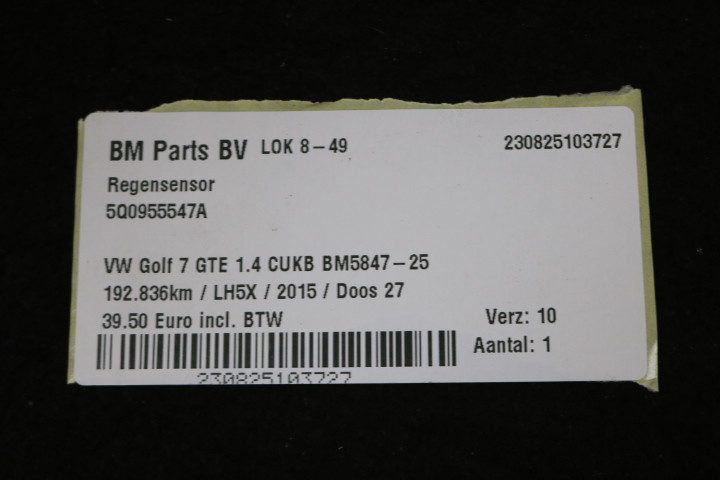 BM Parts BV LOK 8-49 230825103727
Regensensor
5Q0955547A
VW Golf 7 GTE 1.4 CUKB BM5847-25
192.836km / LH5X / 2015 / Doos 27
39.50 Euro incl. BTW Verz: 10
Aantal: 1
230825103727